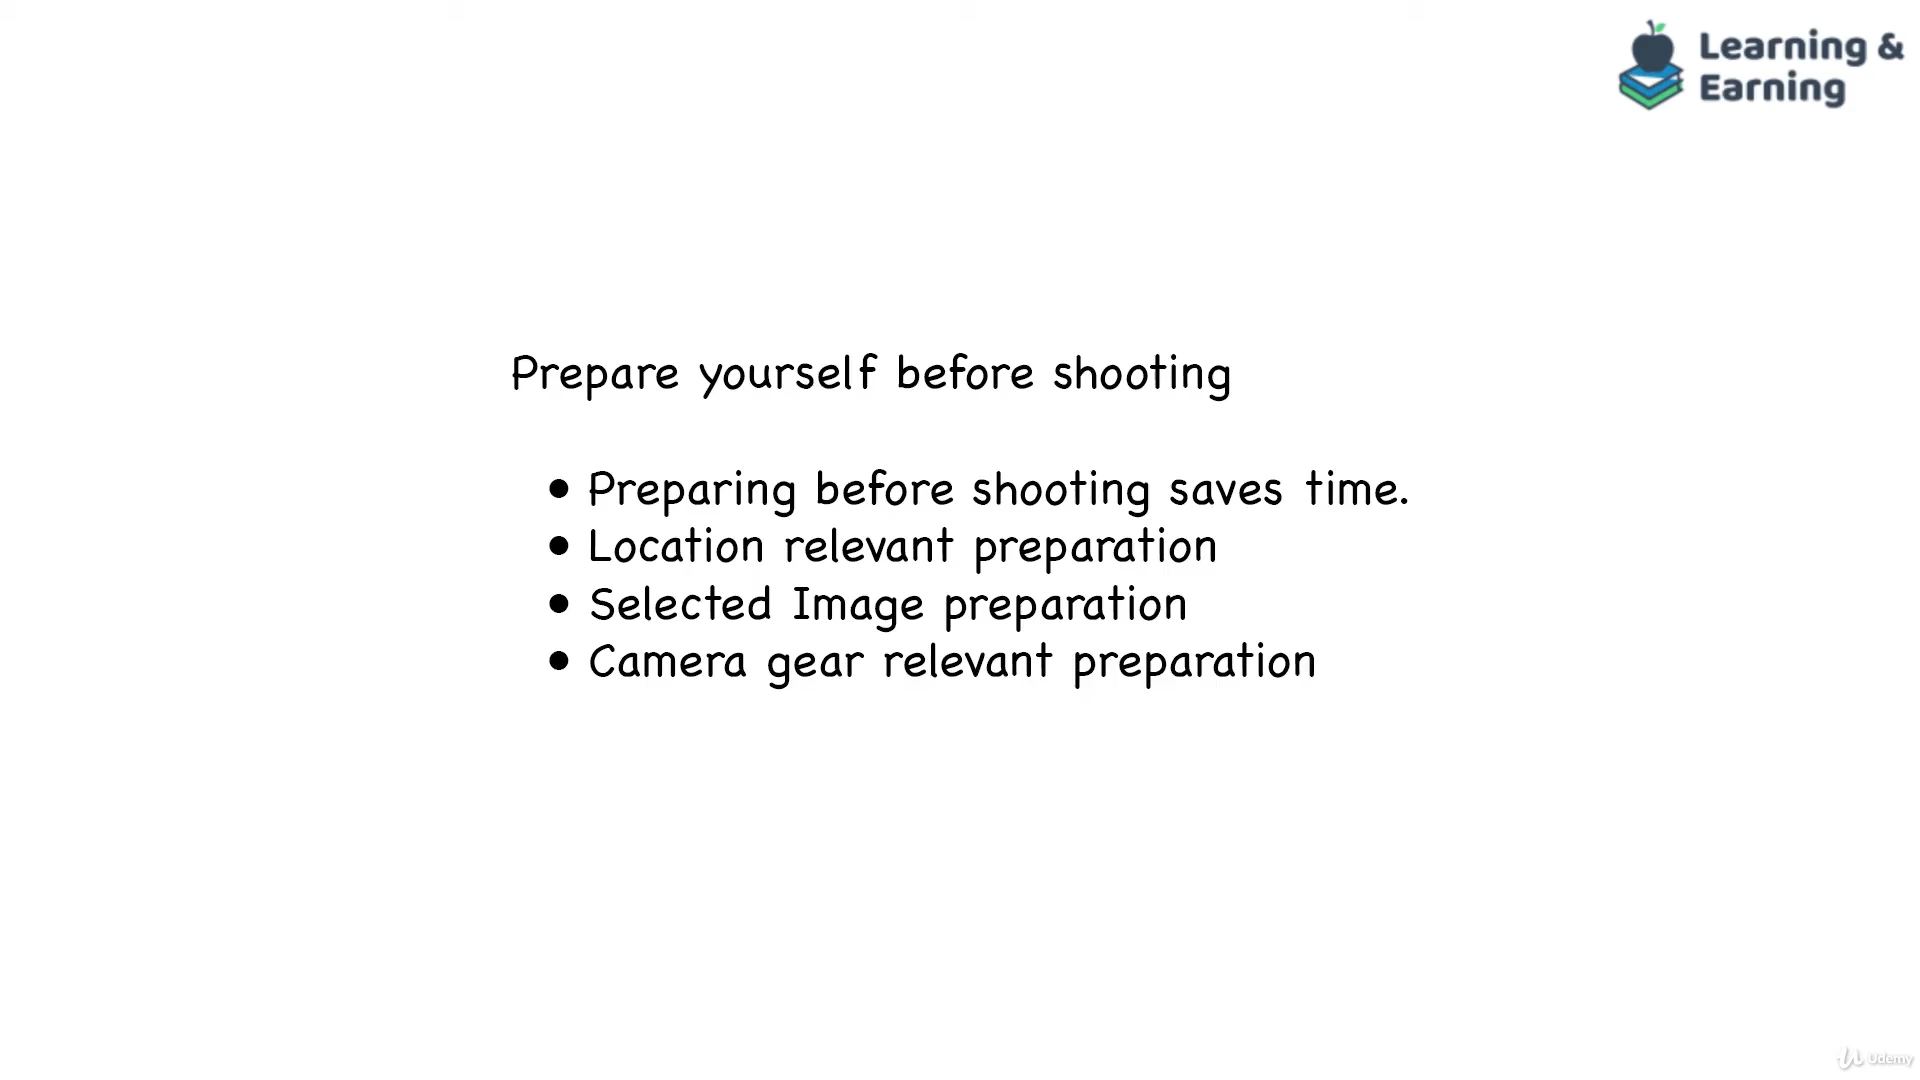 Learning &
Earning
Prepare yourself before shooting
• Preparing before shooting saves time.
• Location relevant preparation
• Selected Image preparation
• Camera gear relevant preparation
Udemy